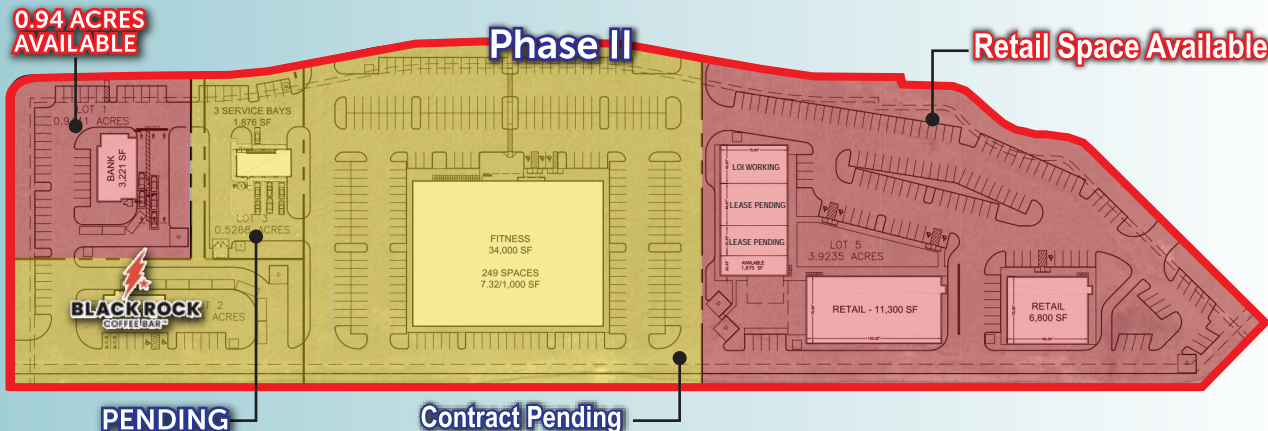 0.94 ACRES
AVAILABLE
Phase II
Retail Space Available
LOT 1
ACRES
BANK
3,221 SF
3 SERVICE BAYS
1,876 SF
LOT 3
0.5268 ACRES
BLACK ROCK
COFFEE BAR
2
ACRES
FITNESS
34,000 SF
249 SPACES
7.32/1,000 SF
LOI WORKING
LEASE PENDING
LEASE PENDING
AVAILABLE
1,875 SF
LOT 5
3.9235 ACRES
RETAIL - 11,300 SF
RETAIL
6,800 SF
PENDING
Contract Pending